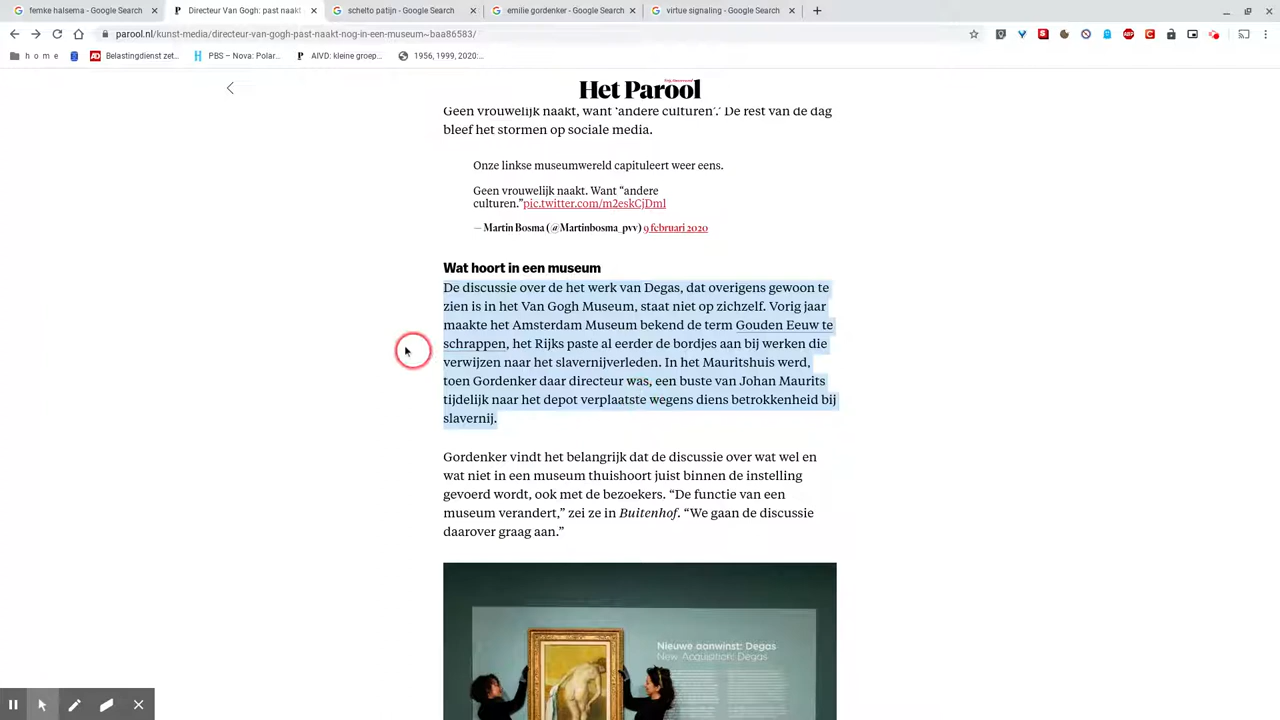 femke halsema - Google Search
Directeur Van Gogh: past naakt
schelto patijn - Google Search
emilie gordenker - Google Search
virtue signaling - Google Search
parool.nl/kunst-media/directeur-van-gogh-past-naakt-nog-in-een-museum~baa86583/
h o m e
Belastingdienst zet...
PBS – Nova: Polar...
AIVD: kleine groep...
1956, 1999, 2020:...
Het Parool
Geen vrouwelijk naakt, want 'andere culturen'.' De rest van de dag
bleef het stormen op sociale media.
Onze linkse museumwereld capituleert weer eens.
Geen vrouwelijk naakt. Want “andere
culturen.”pic.twitter.com/m2eskCjDml
— Martin Bosma (@Martinbosma_pvv) 9 februari 2020
Wat hoort in een museum
De discussie over de het werk van Degas, dat overigens gewoon te
zien is in het Van Gogh Museum, staat niet op zichzelf. Vorig jaar
maakte het Amsterdam Museum bekend de term Gouden Eeuw te
schrappen, het Rijks paste al eerder de bordjes aan bij werken die
verwijzen naar het slavernijverleden. In het Mauritshuis werd,
toen Gordenker daar directeur was, een buste van Johan Maurits
tijdelijk naar het depot verplaatste wegens diens betrokkenheid bij
slavernij.
Gordenker vindt het belangrijk dat de discussie over wat wel en
wat niet in een museum thuishoort juist binnen de instelling
gevoerd wordt, ook met de bezoekers. “De functie van een
museum verandert,” zei ze in Buitenhof. “We gaan de discussie
daarover graag aan.”
Nieuwe aanwinst: Degas
New Acquisition: Degas